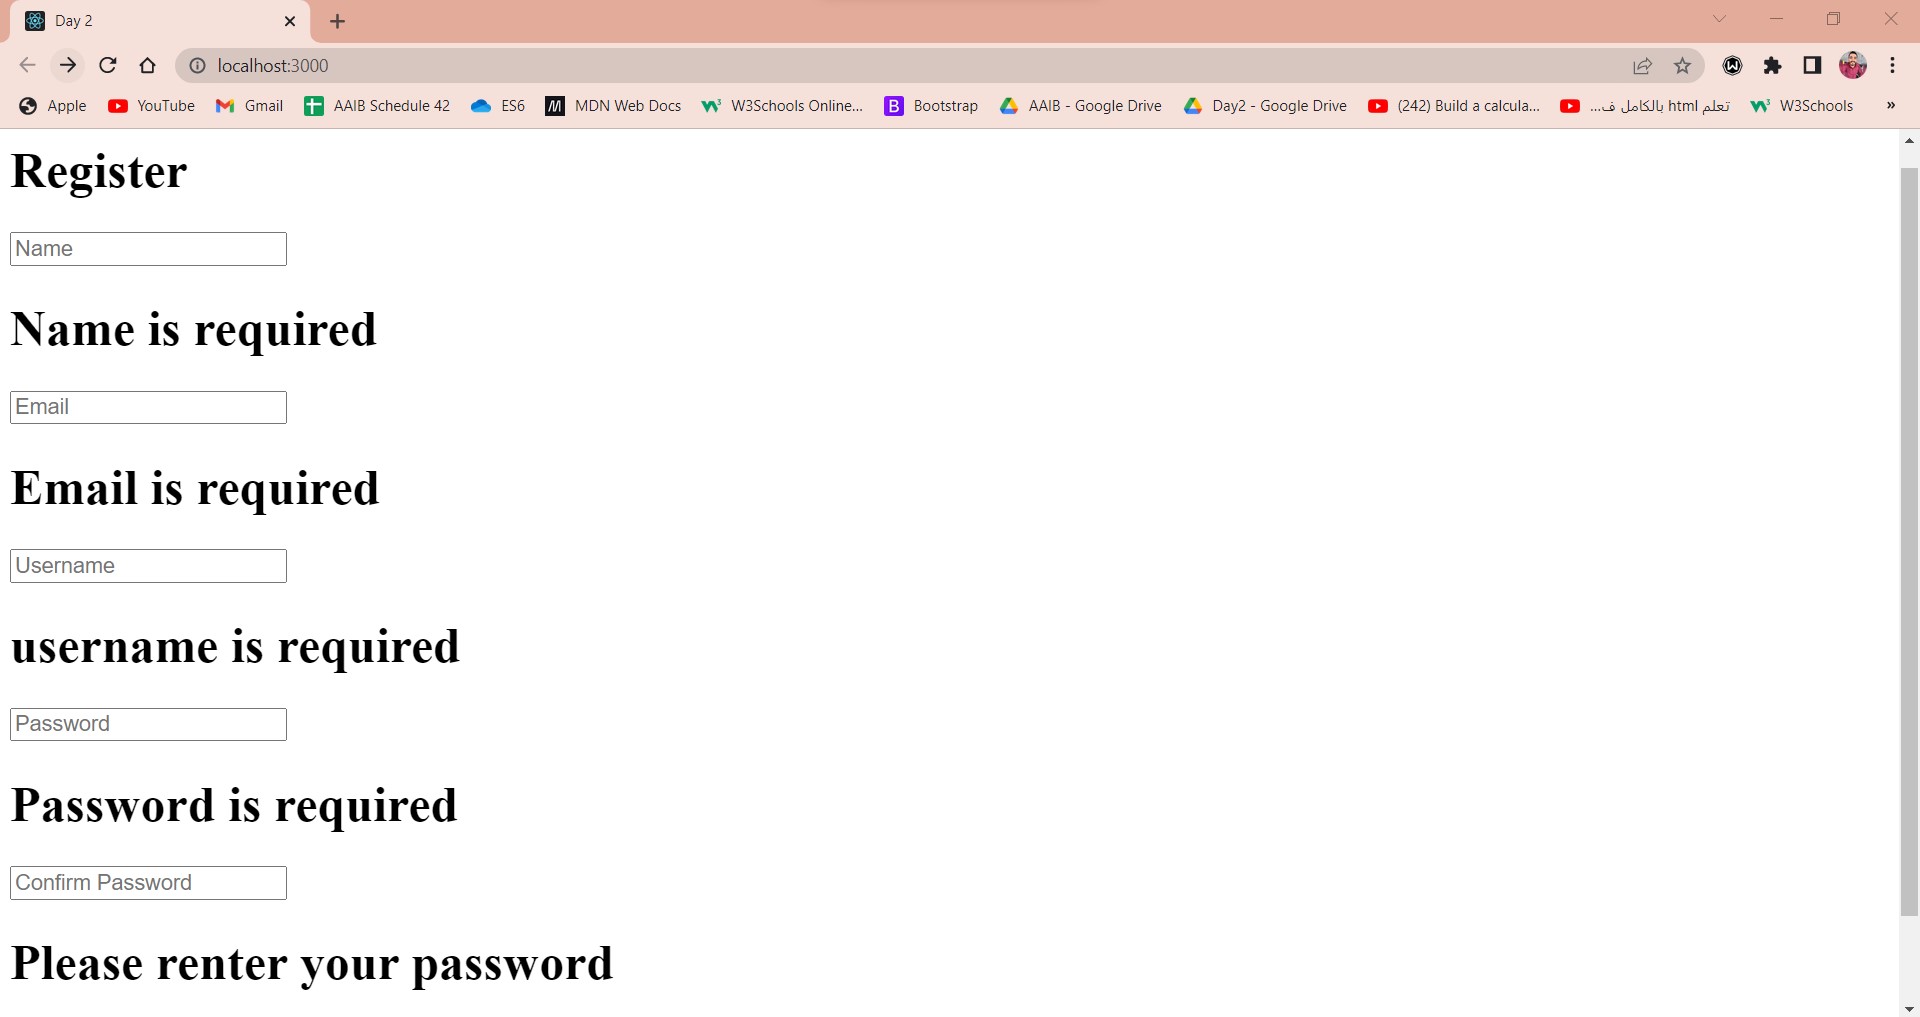 Day 2
localhost:3000
Apple YouTube Gmail AAIB Schedule 42 ES6 MDN Web Docs W3Schools Online... Bootstrap AAIB - Google Drive Day2 - Google Drive (242) Build a calcula... تعلم html بالكامل ف... W3Schools »
Register
Name
Name is required
Email
Email is required
Username
username is required
Password
Password is required
Confirm Password
Please renter your password